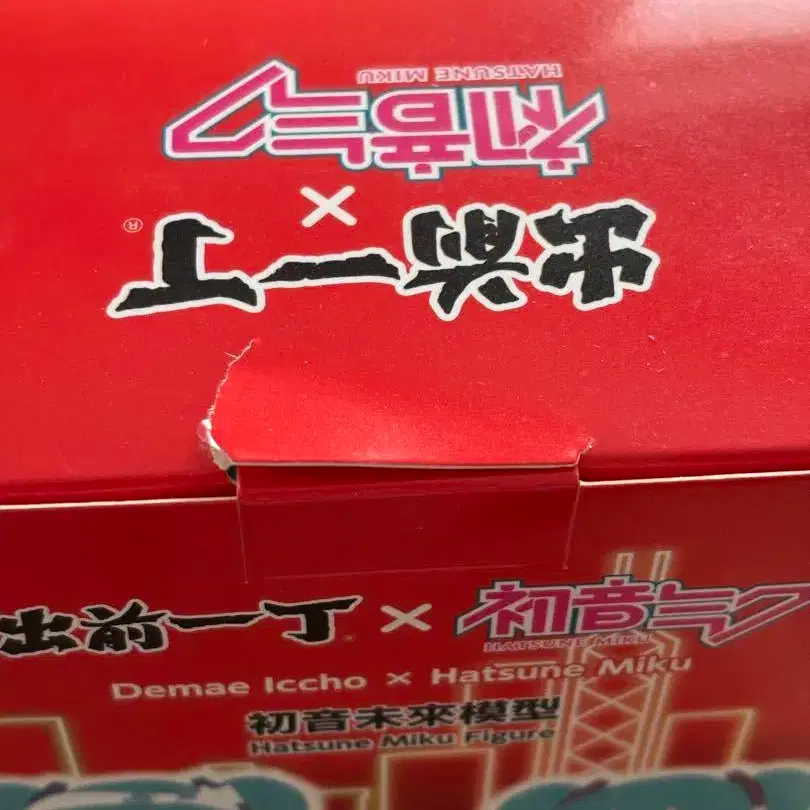 出前一丁®
×
初音ミク
HATSUNE MIKU
出前一丁® × 初音ミク
HATSUNE MIKU
Demae Iccho × Hatsune Miku
初音未來模型
Hatsune Miku Figure